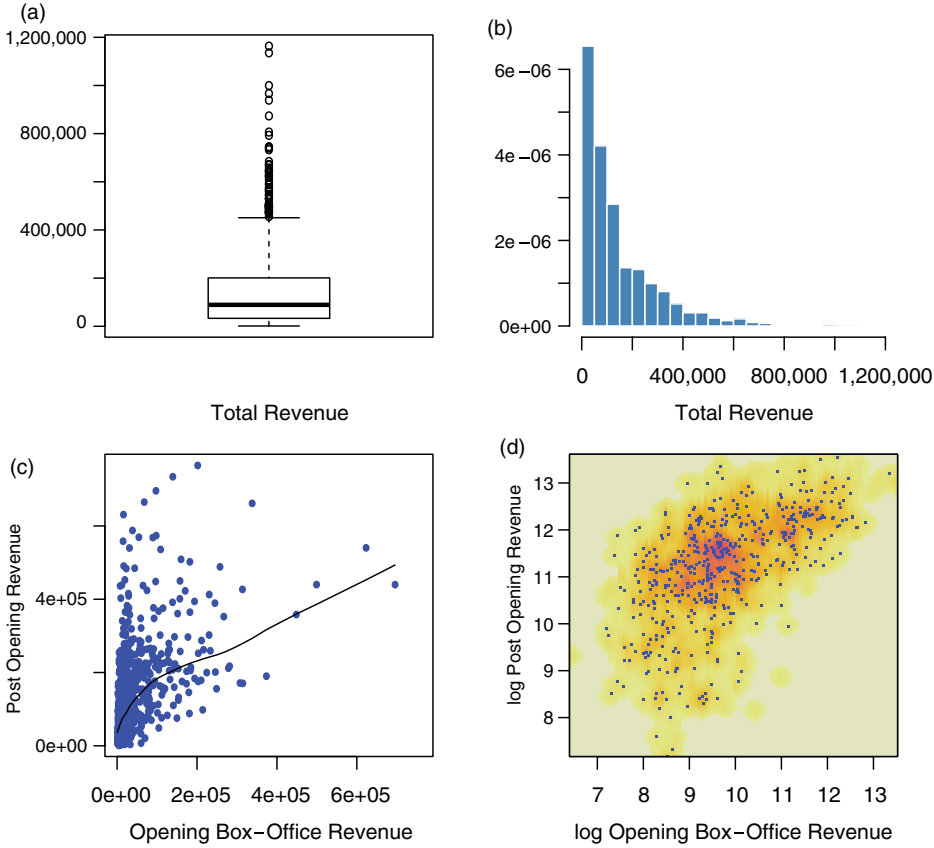 (a)
1,200,000
800,000
400,000
0
Total Revenue
(b)
6e−06
4e−06
2e−06
0e+00
0
400,000
800,000
1,200,000
Total Revenue
(c)
Post Opening Revenue
4e+05
0e+00
0e+00
2e+05
4e+05
6e+05
Opening Box−Office Revenue
(d)
log Post Opening Revenue
13
12
11
10
9
8
7
8
9
10
11
12
13
log Opening Box−Office Revenue